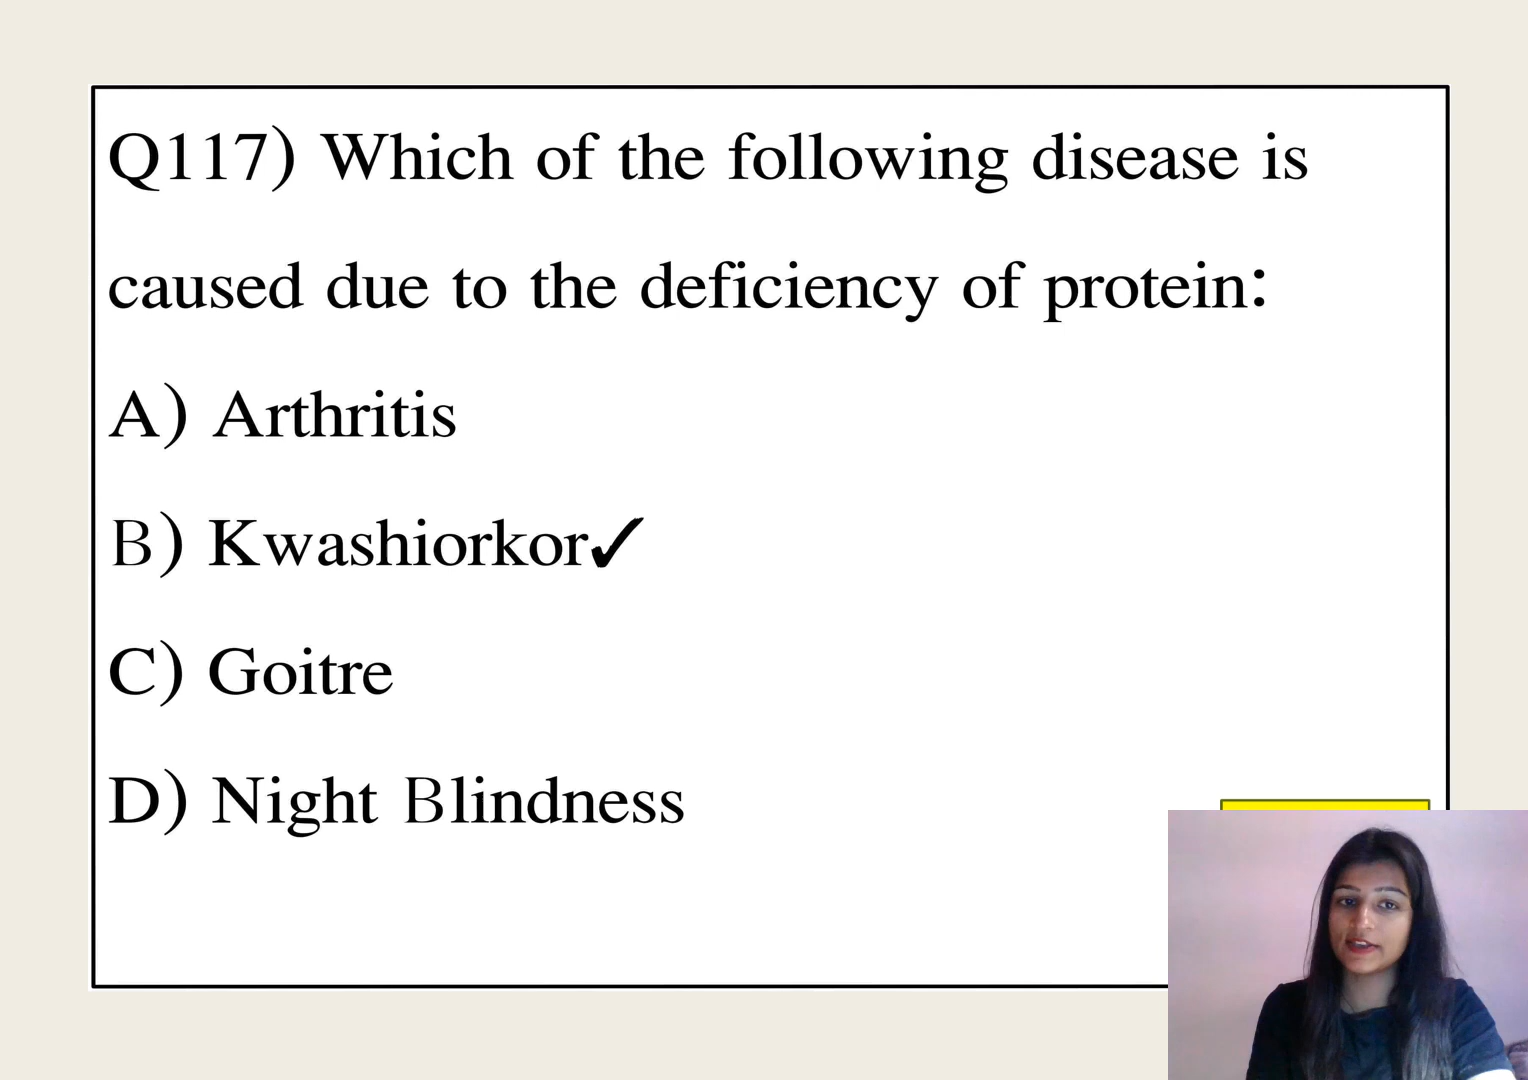 Q117) Which of the following disease is
caused due to the deficiency of protein:
A) Arthritis
B) Kwashiorkor✓
C) Goitre
D) Night Blindness